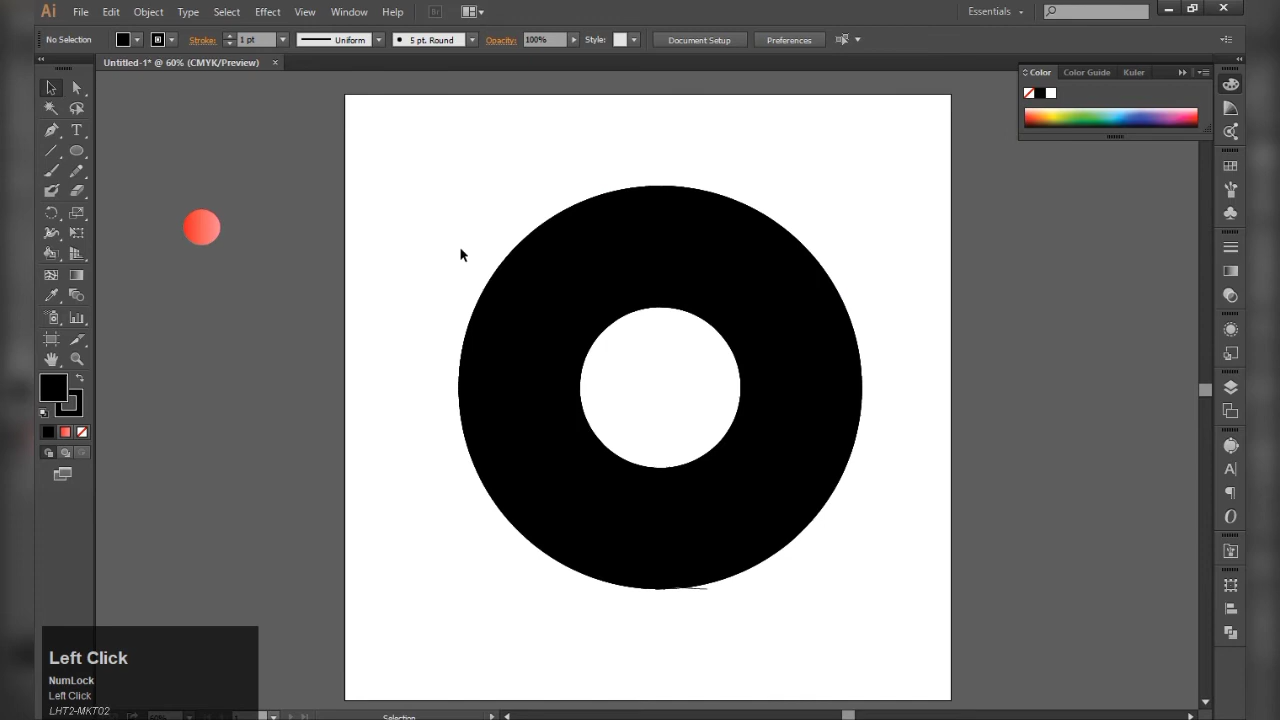 Ai File Edit Object Type Select Effect View Window Help Br Essentials
No Selection Stroke: 1 pt Uniform 5 pt. Round Opacity: 100% Style: Document Setup Preferences
Untitled-1* @ 60% (CMYK/Preview) ×
Color Color Guide Kuler
Left Click
NumLock
Left Click
LHT2-MKT02
Selection